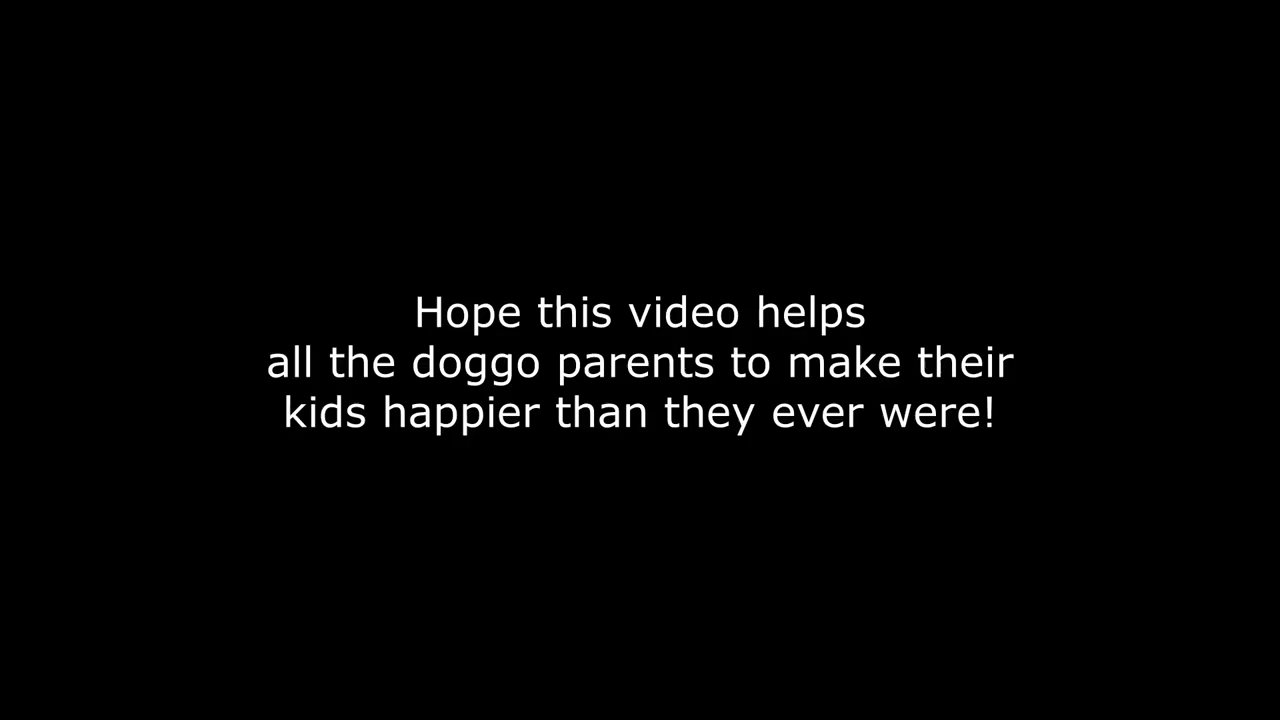 Hope this video helps
all the doggo parents to make their
kids happier than they ever were!